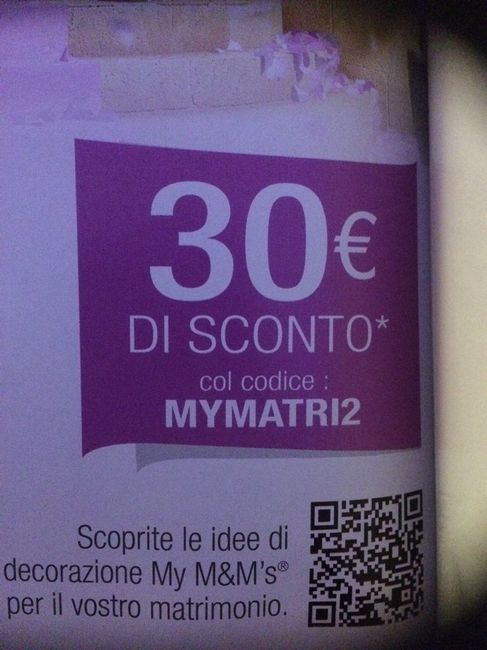 30€
DI SCONTO*
col codice :
MYMATRI2
Scoprite le idee di
decorazione My M&M's®
per il vostro matrimonio.